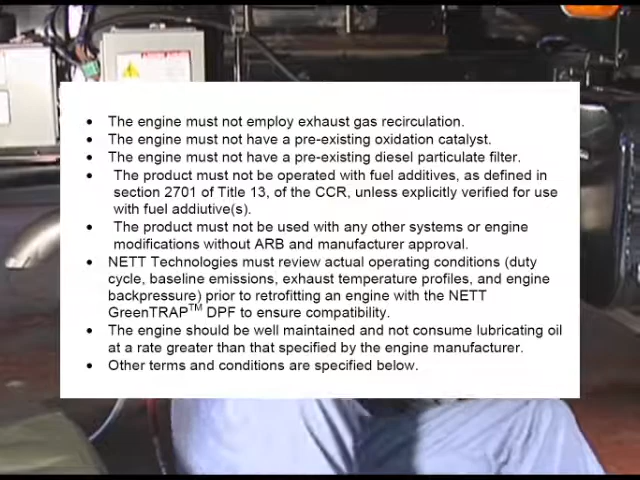 • The engine must not employ exhaust gas recirculation.
• The engine must not have a pre-existing oxidation catalyst.
• The engine must not have a pre-existing diesel particulate filter.
• The product must not be operated with fuel additives, as defined in
section 2701 of Title 13, of the CCR, unless explicitly verified for use
with fuel addiutive(s).
• The product must not be used with any other systems or engine
modifications without ARB and manufacturer approval.
• NETT Technologies must review actual operating conditions (duty
cycle, baseline emissions, exhaust temperature profiles, and engine
backpressure) prior to retrofitting an engine with the NETT
GreenTRAP™ DPF to ensure compatibility.
• The engine should be well maintained and not consume lubricating oil
at a rate greater than that specified by the engine manufacturer.
• Other terms and conditions are specified below.